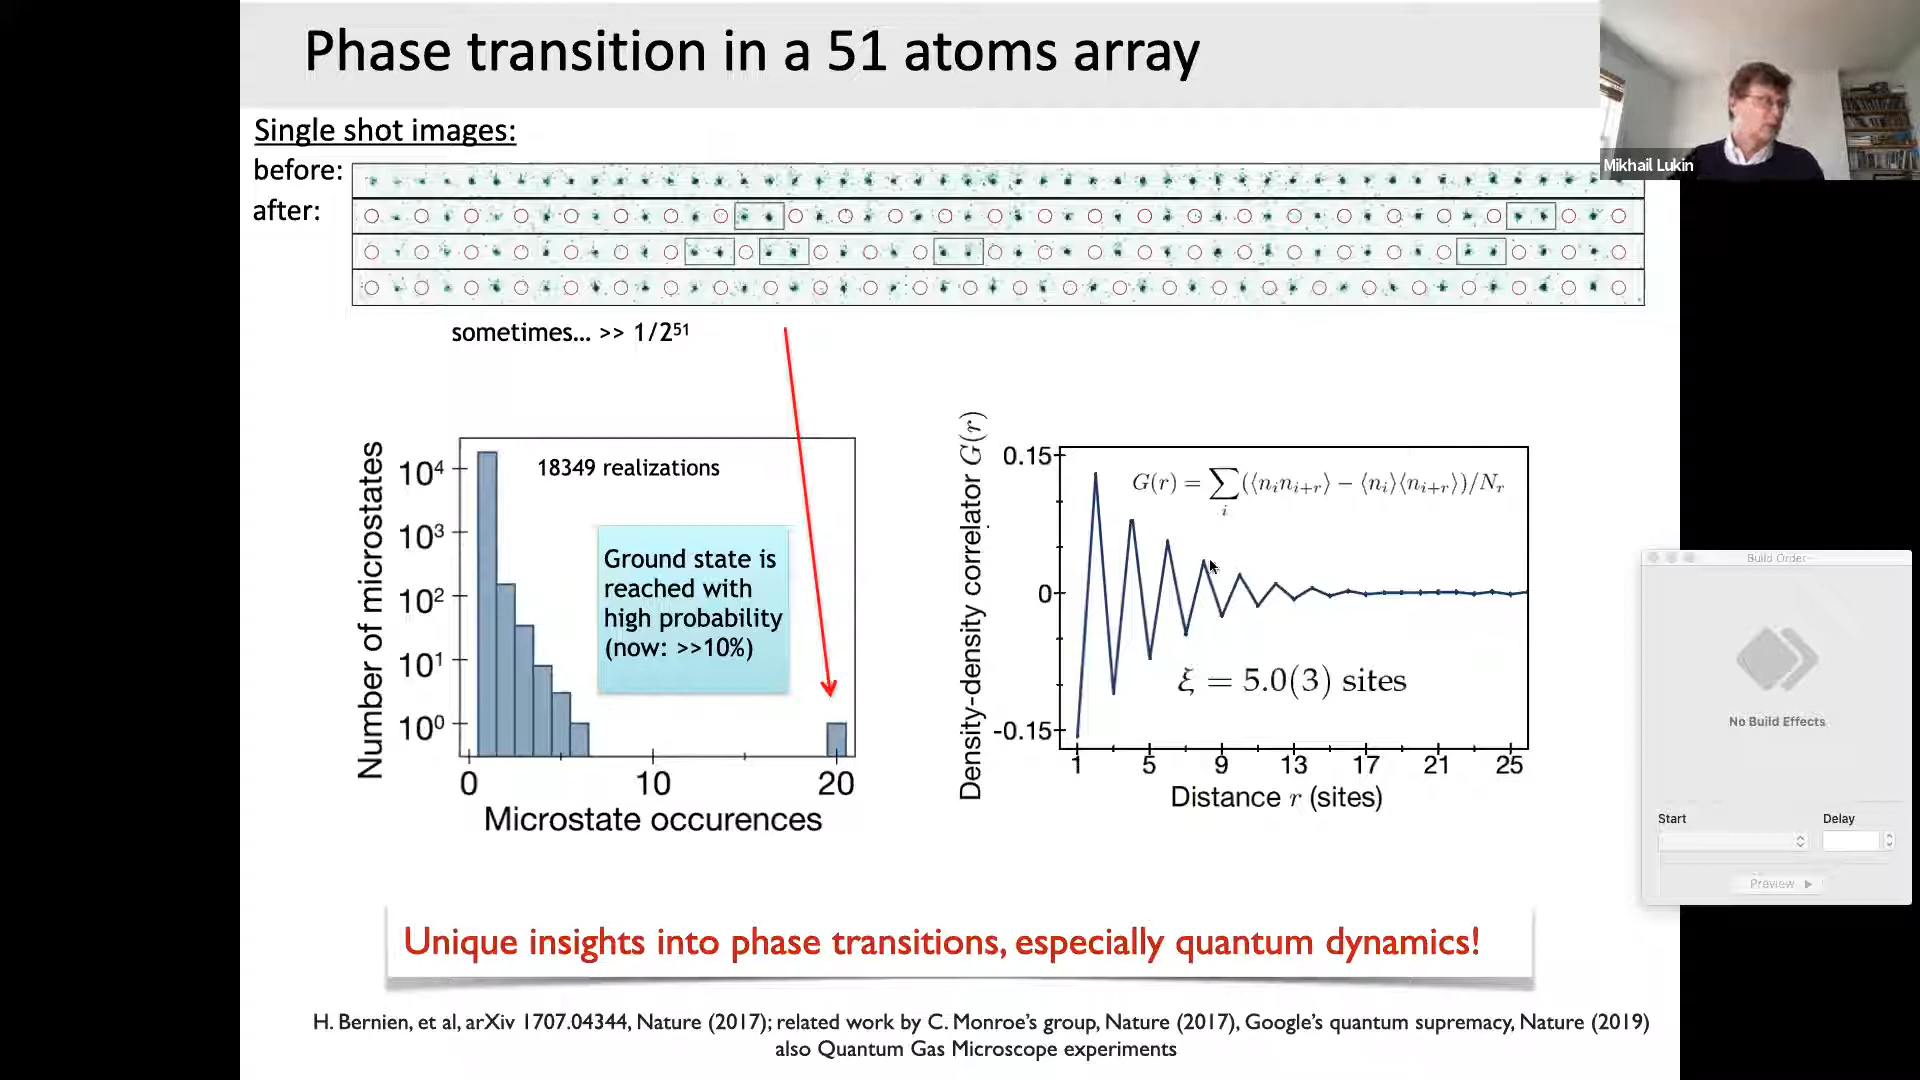 Phase transition in a 51 atoms array
Mikhail Lukin
Single shot images:
before:
after:
sometimes... >> 1/2⁵¹
Number of microstates
10⁴
10³
10²
10¹
10⁰
18349 realizations
Ground state is
reached with
high probability
(now: >>10%)
0 10 20
Microstate occurences
Density-density correlator G(r)
0.15
0
-0.15
G(r) = ∑ᵢ(⟨nᵢnᵢ₊ᵣ⟩ − ⟨nᵢ⟩⟨nᵢ₊ᵣ⟩)/Nᵣ
ξ = 5.0(3) sites
1 5 9 13 17 21 25
Distance r (sites)
Build Order
No Build Effects
Start Delay
Preview
Unique insights into phase transitions, especially quantum dynamics!
H. Bernien, et al, arXiv 1707.04344, Nature (2017); related work by C. Monroe's group, Nature (2017), Google's quantum supremacy, Nature (2019)
also Quantum Gas Microscope experiments